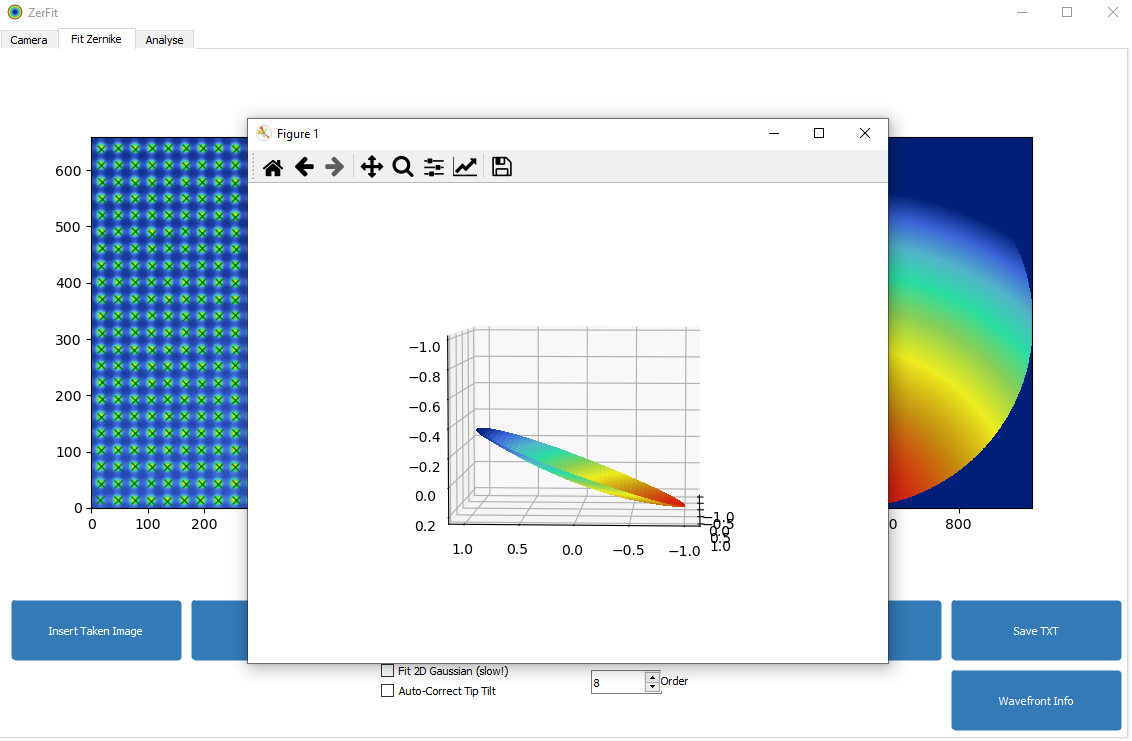 ZerFit
Camera
Fit Zernike
Analyse
Figure 1
600
500
400
300
200
100
0
0
100
200
−1.0
−0.8
−0.6
−0.4
−0.2
0.0
0.2
1.0
0.5
0.0
−0.5
−1.0
−1.0
−0.5
0.0
0.5
1.0
0
800
Insert Taken Image
Save TXT
Fit 2D Gaussian (slow!)
Auto-Correct Tip Tilt
8
Order
Wavefront Info